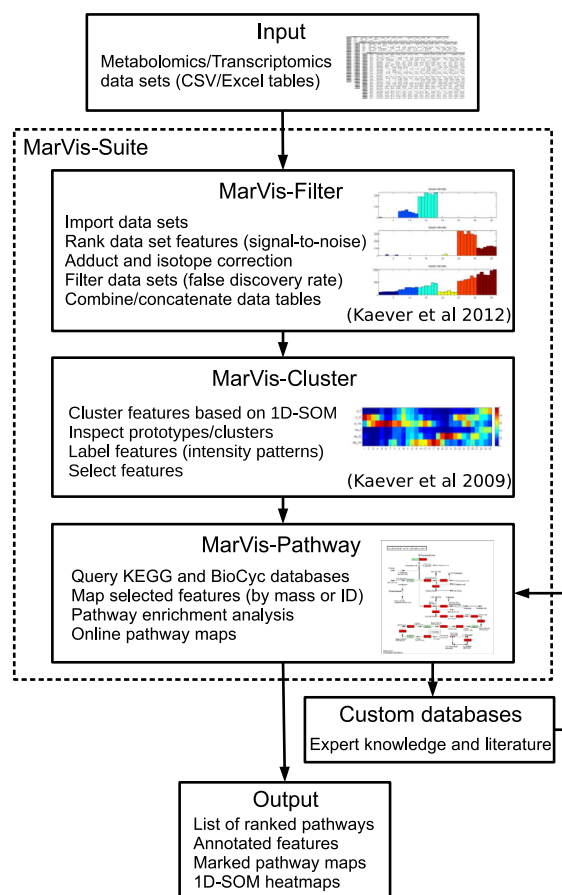 Input
Metabolomics/Transcriptomics
data sets (CSV/Excel tables)
MarVis-Suite
MarVis-Filter
Import data sets
Rank data set features (signal-to-noise)
Adduct and isotope correction
Filter data sets (false discovery rate)
Combine/concatenate data tables
(Kaever et al 2012)
MarVis-Cluster
Cluster features based on 1D-SOM
Inspect prototypes/clusters
Label features (intensity patterns)
Select features
(Kaever et al 2009)
MarVis-Pathway
Query KEGG and BioCyc databases
Map selected features (by mass or ID)
Pathway enrichment analysis
Online pathway maps
Custom databases
Expert knowledge and literature
Output
List of ranked pathways
Annotated features
Marked pathway maps
1D-SOM heatmaps